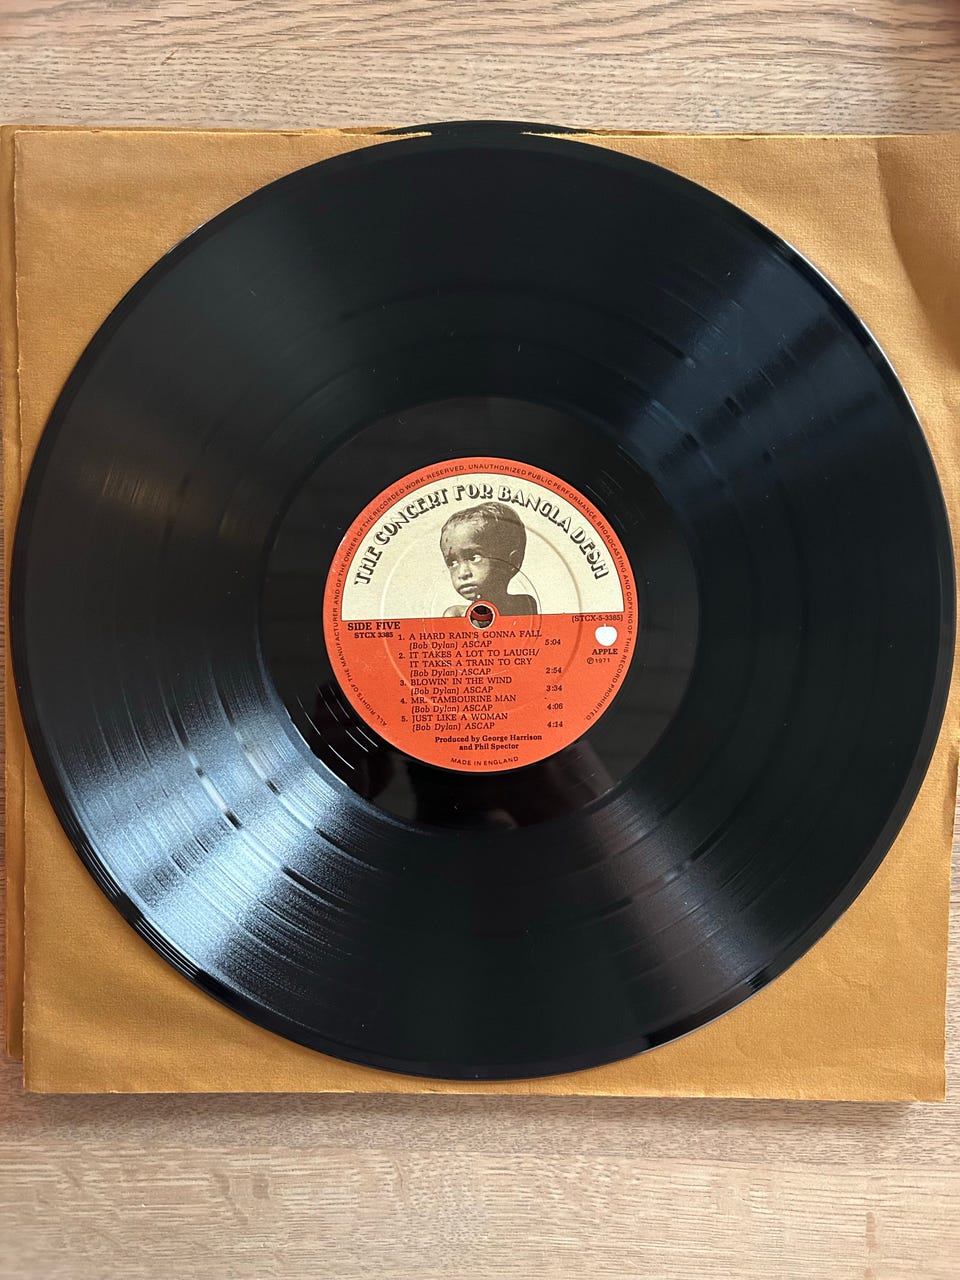 ALL RIGHTS OF THE MANUFACTURER AND OF THE OWNER OF THE RECORDED WORK RESERVED. UNAUTHORIZED PUBLIC PERFORMANCE, BROADCASTING AND COPYING OF THIS RECORD PROHIBITED.
THE CONCERT FOR BANGLA DESH
SIDE FIVE
STCX 3385
(STCX-5-3385)
APPLE
℗1971
1. A HARD RAIN'S GONNA FALL
(Bob Dylan) ASCAP 5:04
2. IT TAKES A LOT TO LAUGH/
IT TAKES A TRAIN TO CRY
(Bob Dylan) ASCAP 2:54
3. BLOWIN' IN THE WIND
(Bob Dylan) ASCAP 3:34
4. MR. TAMBOURINE MAN
(Bob Dylan) ASCAP 4:06
5. JUST LIKE A WOMAN
(Bob Dylan) ASCAP 4:14
Produced by George Harrison
and Phil Spector
MADE IN ENGLAND